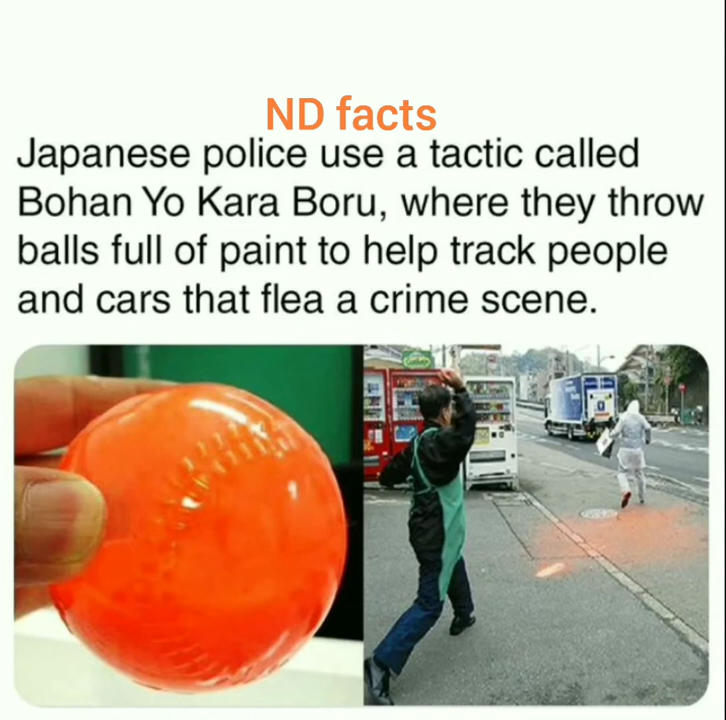 ND facts
Japanese police use a tactic called
Bohan Yo Kara Boru, where they throw
balls full of paint to help track people
and cars that flea a crime scene.